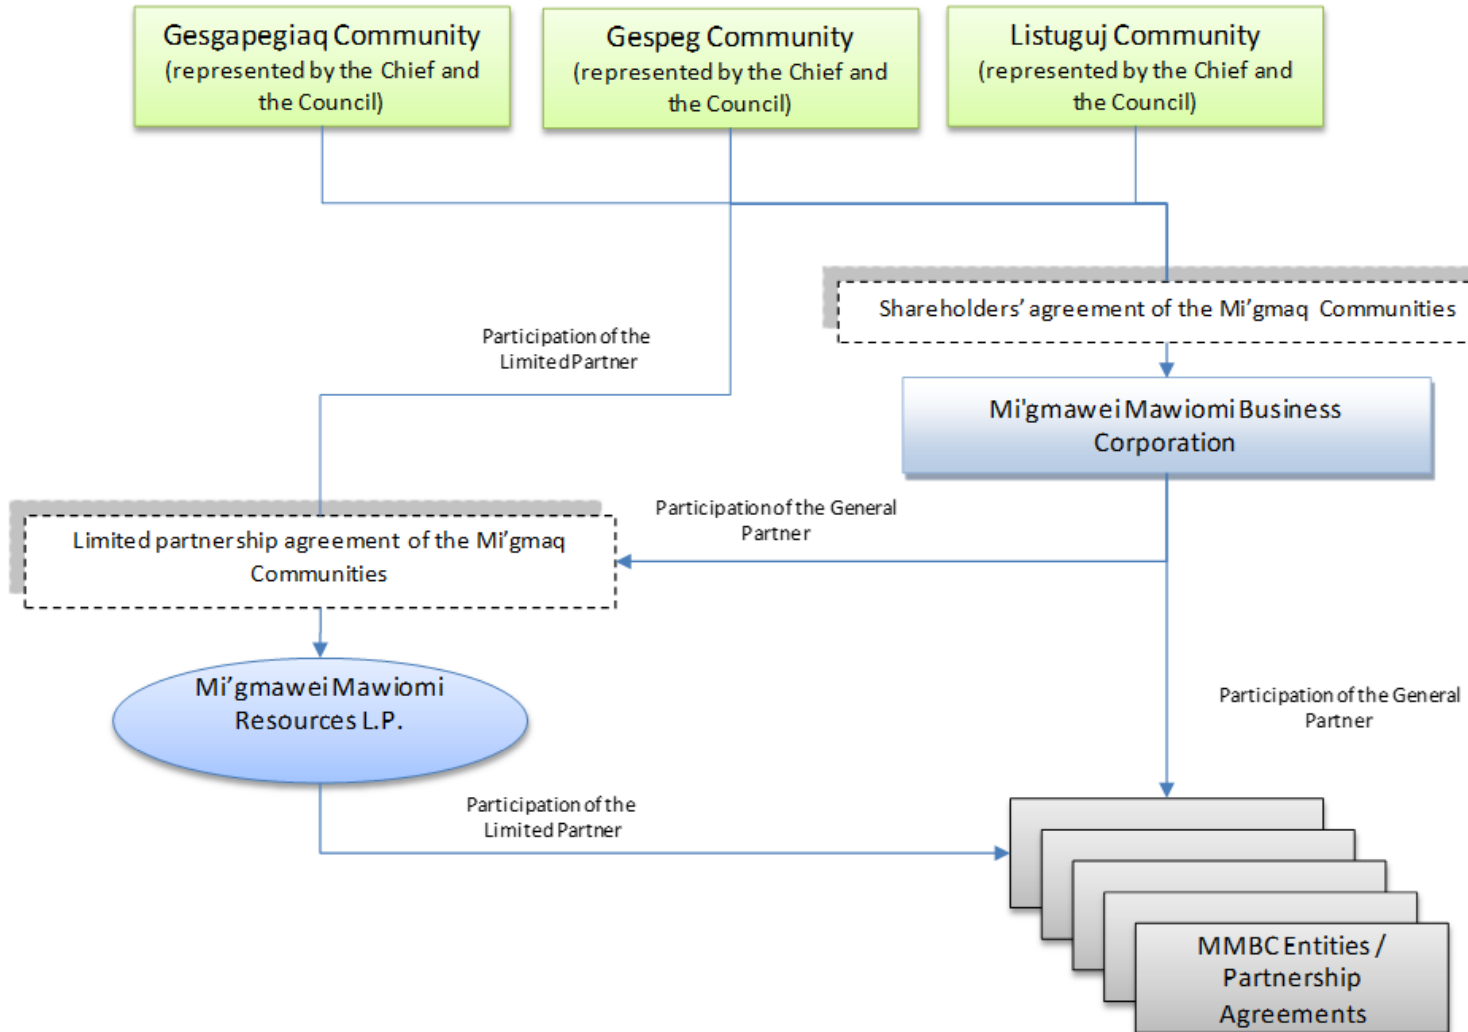 Gesgapegiaq Community
(represented by the Chief and
the Council)
Gespeg Community
(represented by the Chief and
the Council)
Listuguj Community
(represented by the Chief and
the Council)
Shareholders' agreement of the Mi'gmaq Communities
Participation of the
Limited Partner
Mi'gmawei Mawiomi Business
Corporation
Participation of the General
Partner
Limited partnership agreement of the Mi'gmaq
Communities
Mi'gmawei Mawiomi
Resources L.P.
Participation of the General
Partner
Participation of the
Limited Partner
MMBC Entities /
Partnership
Agreements